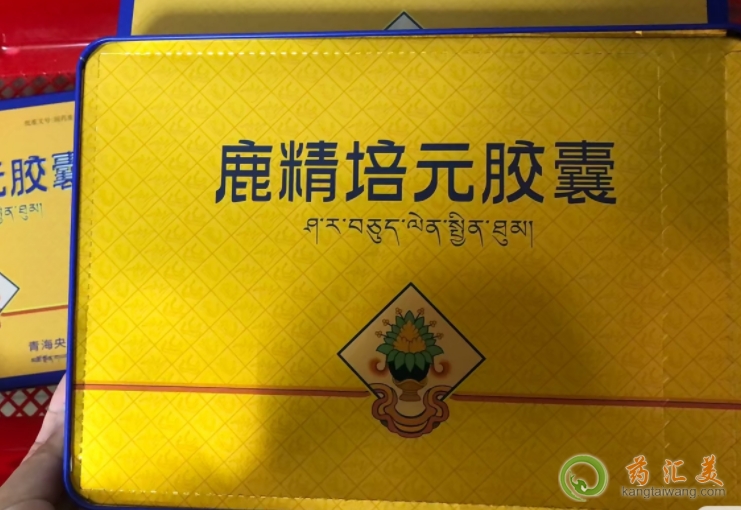 鹿精培元胶囊
ཤ་ར་བཅུད་ལེན་སྦྱིན་ཐུམ།
元胶囊
青海央
药汇美
kanglaiwang.com